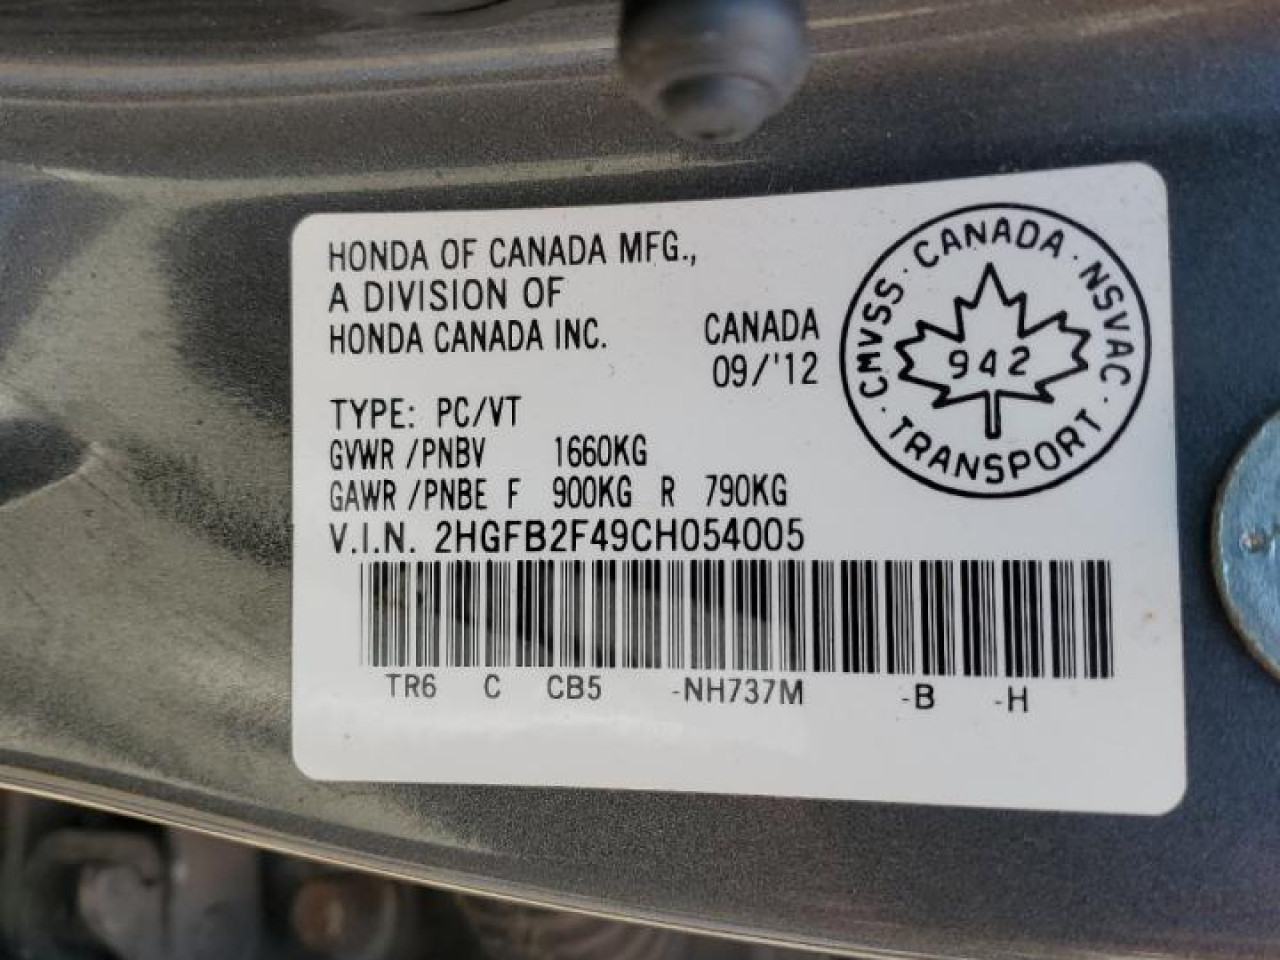 HONDA OF CANADA MFG.,
A DIVISION OF
HONDA CANADA INC.
CANADA
09/'12
TYPE: PC/VT
GVWR /PNBV 1660KG
GAWR /PNBE F 900KG R 790KG
V.I.N. 2HGFB2F49CH054005
TR6 C CB5 -NH737M -B -H
CMVSS · CANADA · NSVAC
942
· TRANSPORT ·